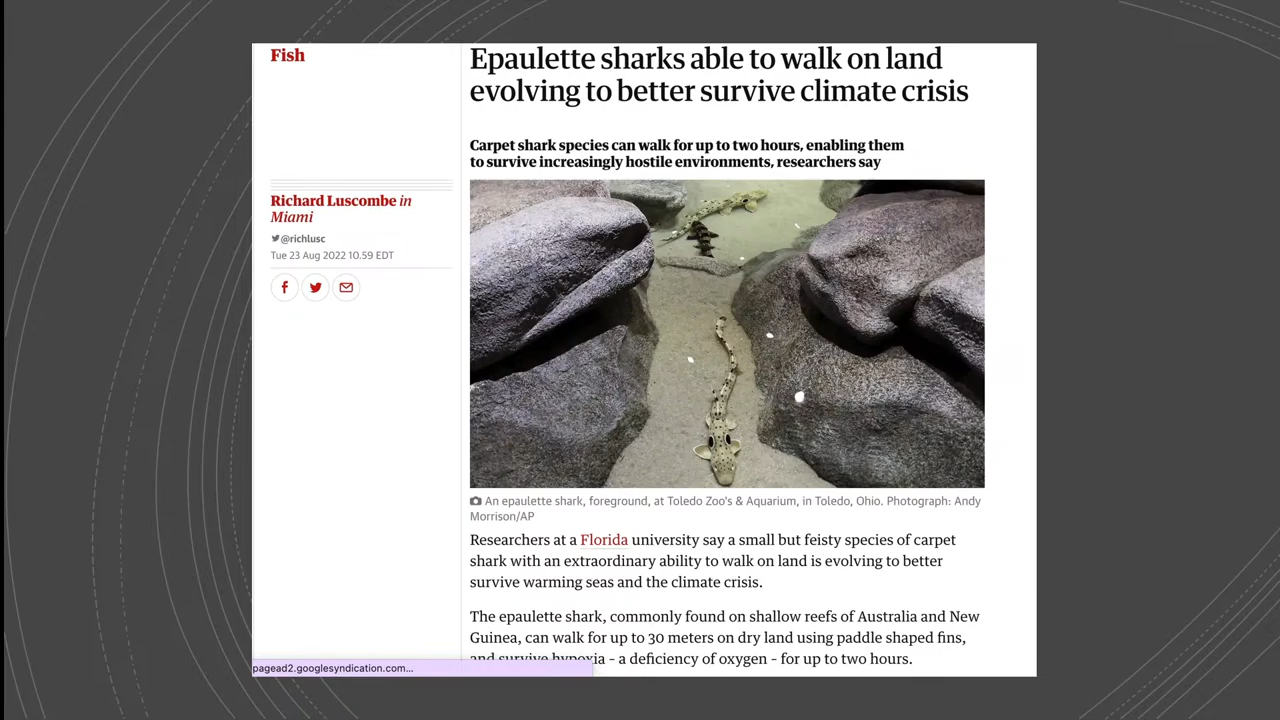 Fish
Epaulette sharks able to walk on land
evolving to better survive climate crisis
Carpet shark species can walk for up to two hours, enabling them
to survive increasingly hostile environments, researchers say
Richard Luscombe in
Miami
@richlusc
Tue 23 Aug 2022 10.59 EDT
An epaulette shark, foreground, at Toledo Zoo's & Aquarium, in Toledo, Ohio. Photograph: Andy
Morrison/AP
Researchers at a Florida university say a small but feisty species of carpet
shark with an extraordinary ability to walk on land is evolving to better
survive warming seas and the climate crisis.
The epaulette shark, commonly found on shallow reefs of Australia and New
Guinea, can walk for up to 30 meters on dry land using paddle shaped fins,
and survive hypoxia – a deficiency of oxygen – for up to two hours.
pagead2.googlesyndication.com...